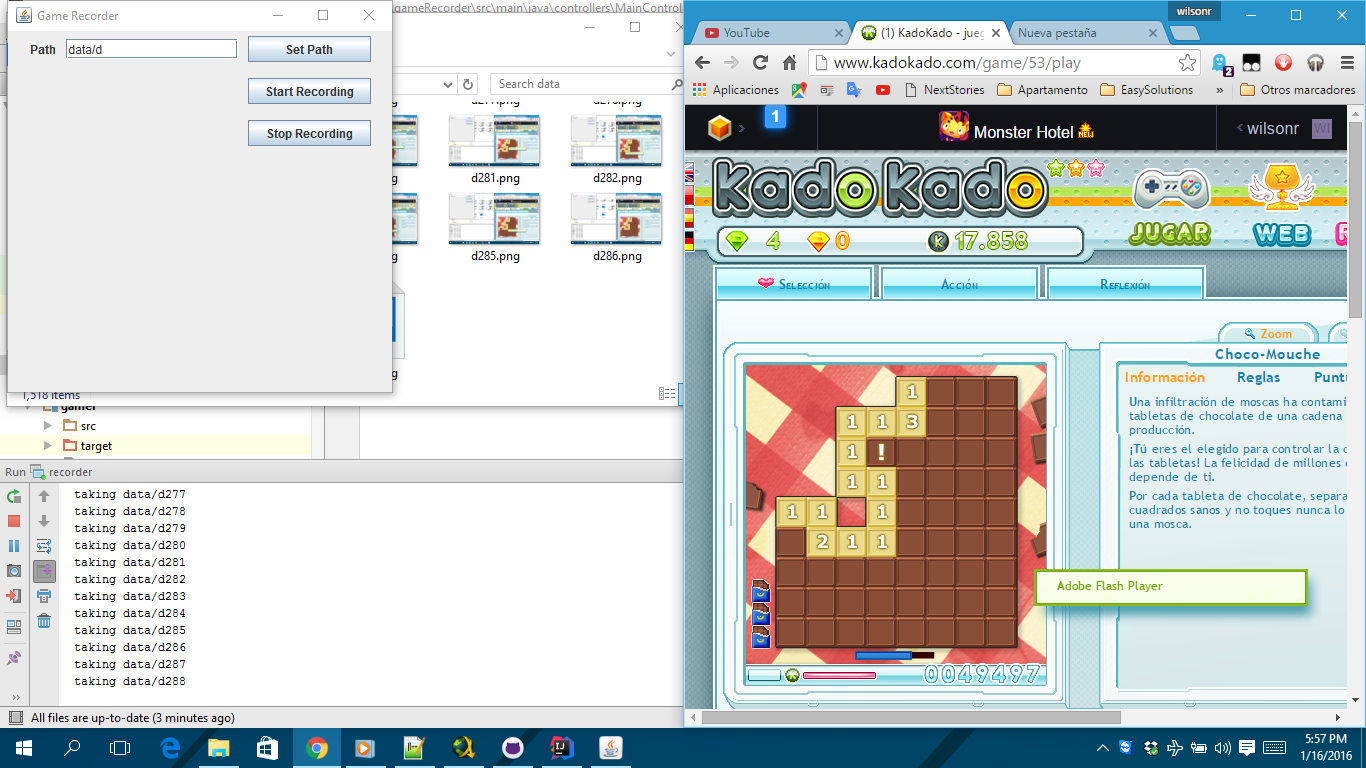 Game Recorder
Path data/d Set Path
Start Recording
Stop Recording
.gameRecorder\src\main\java\controllers\MainControl
Search data
d281.png d282.png
d285.png d286.png
1,518 items
gamer
src
target
Run recorder
taking data/d277
taking data/d278
taking data/d279
taking data/d280
taking data/d281
taking data/d282
taking data/d283
taking data/d284
taking data/d285
taking data/d286
taking data/d287
taking data/d288
All files are up-to-date (3 minutes ago)
wilsonr
YouTube
(1) KadoKado - jueg
Nueva pestaña
www.kadokado.com/game/53/play
2
Aplicaciones
NextStories
Apartamento
EasySolutions
»
Otros marcadores
1
Monster Hotel NEW
wilsonr WI
KadoKado
4 0 K 17.858
JUGAR WEB
Selección Acción Reflexión
Zoom
Choco-Mouche
Información Reglas Puntu
Una infiltración de moscas ha contami
tabletas de chocolate de una cadena
producción.
¡Tú eres el elegido para controlar la c
las tabletas! La felicidad de millones
depende de ti.
Por cada tableta de chocolate, separa
cuadrados sanos y no toques nunca lo
una mosca.
1
1 1 3
1 !
1 1
1 1 1
2 1 1
0049497
Adobe Flash Player
5:57 PM
1/16/2016